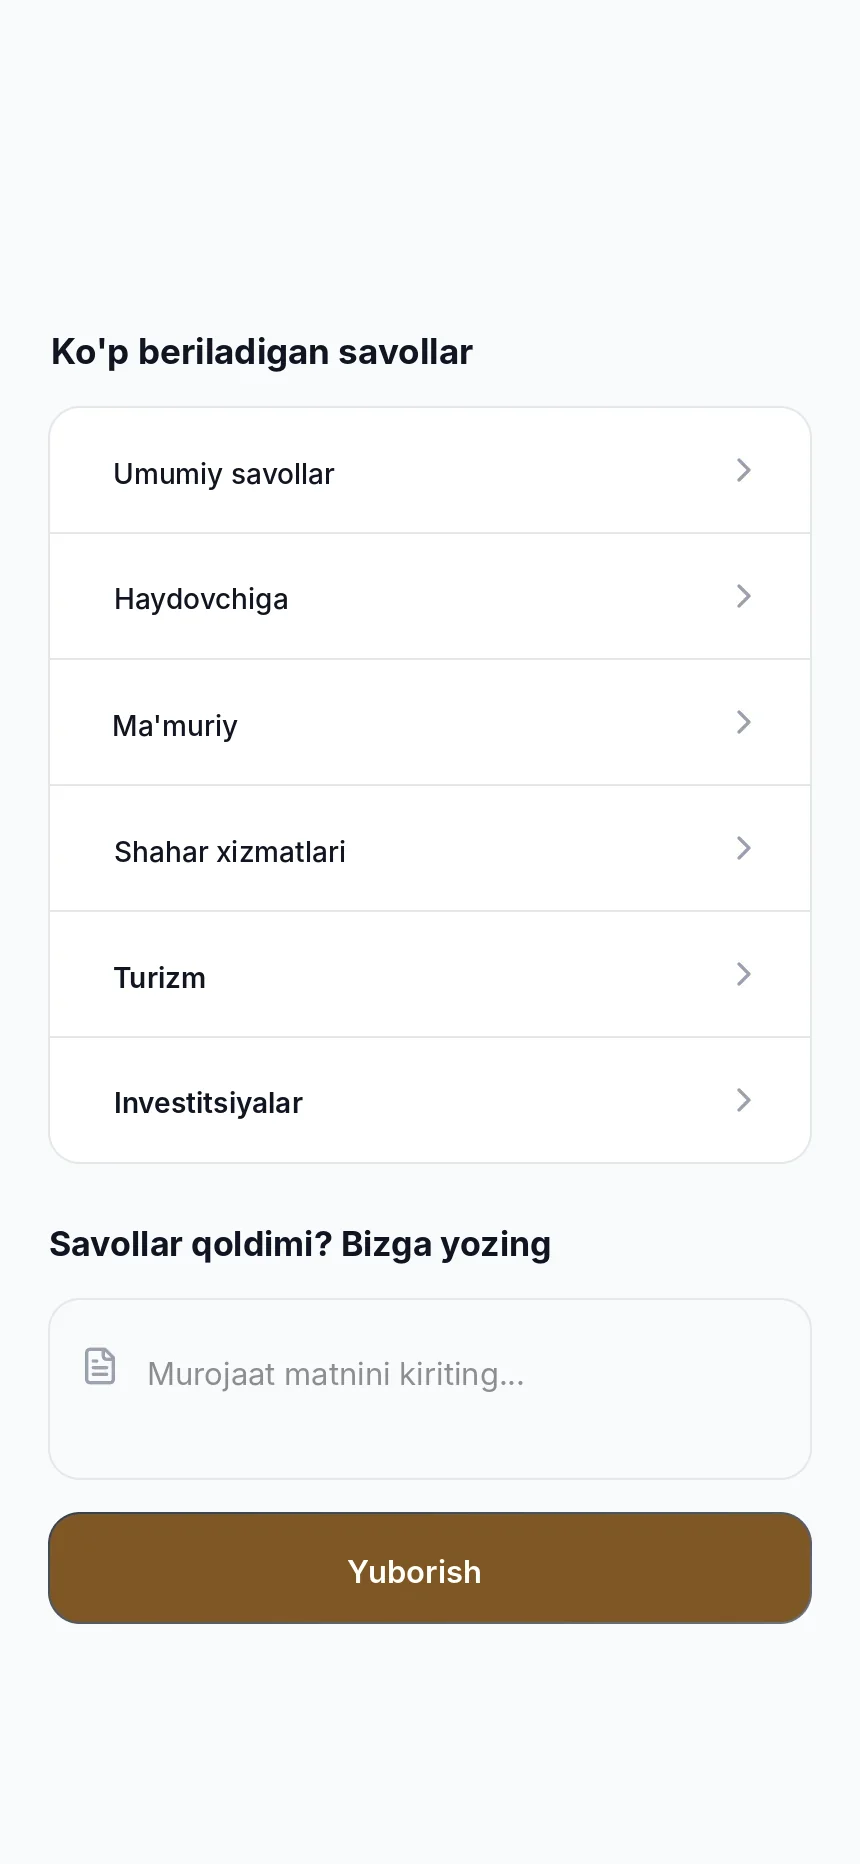 Ko'p beriladigan savollar
Umumiy savollar
Haydovchiga
Ma'muriy
Shahar xizmatlari
Turizm
Investitsiyalar
Savollar qoldimi? Bizga yozing
Murojaat matnini kiriting...
Yuborish